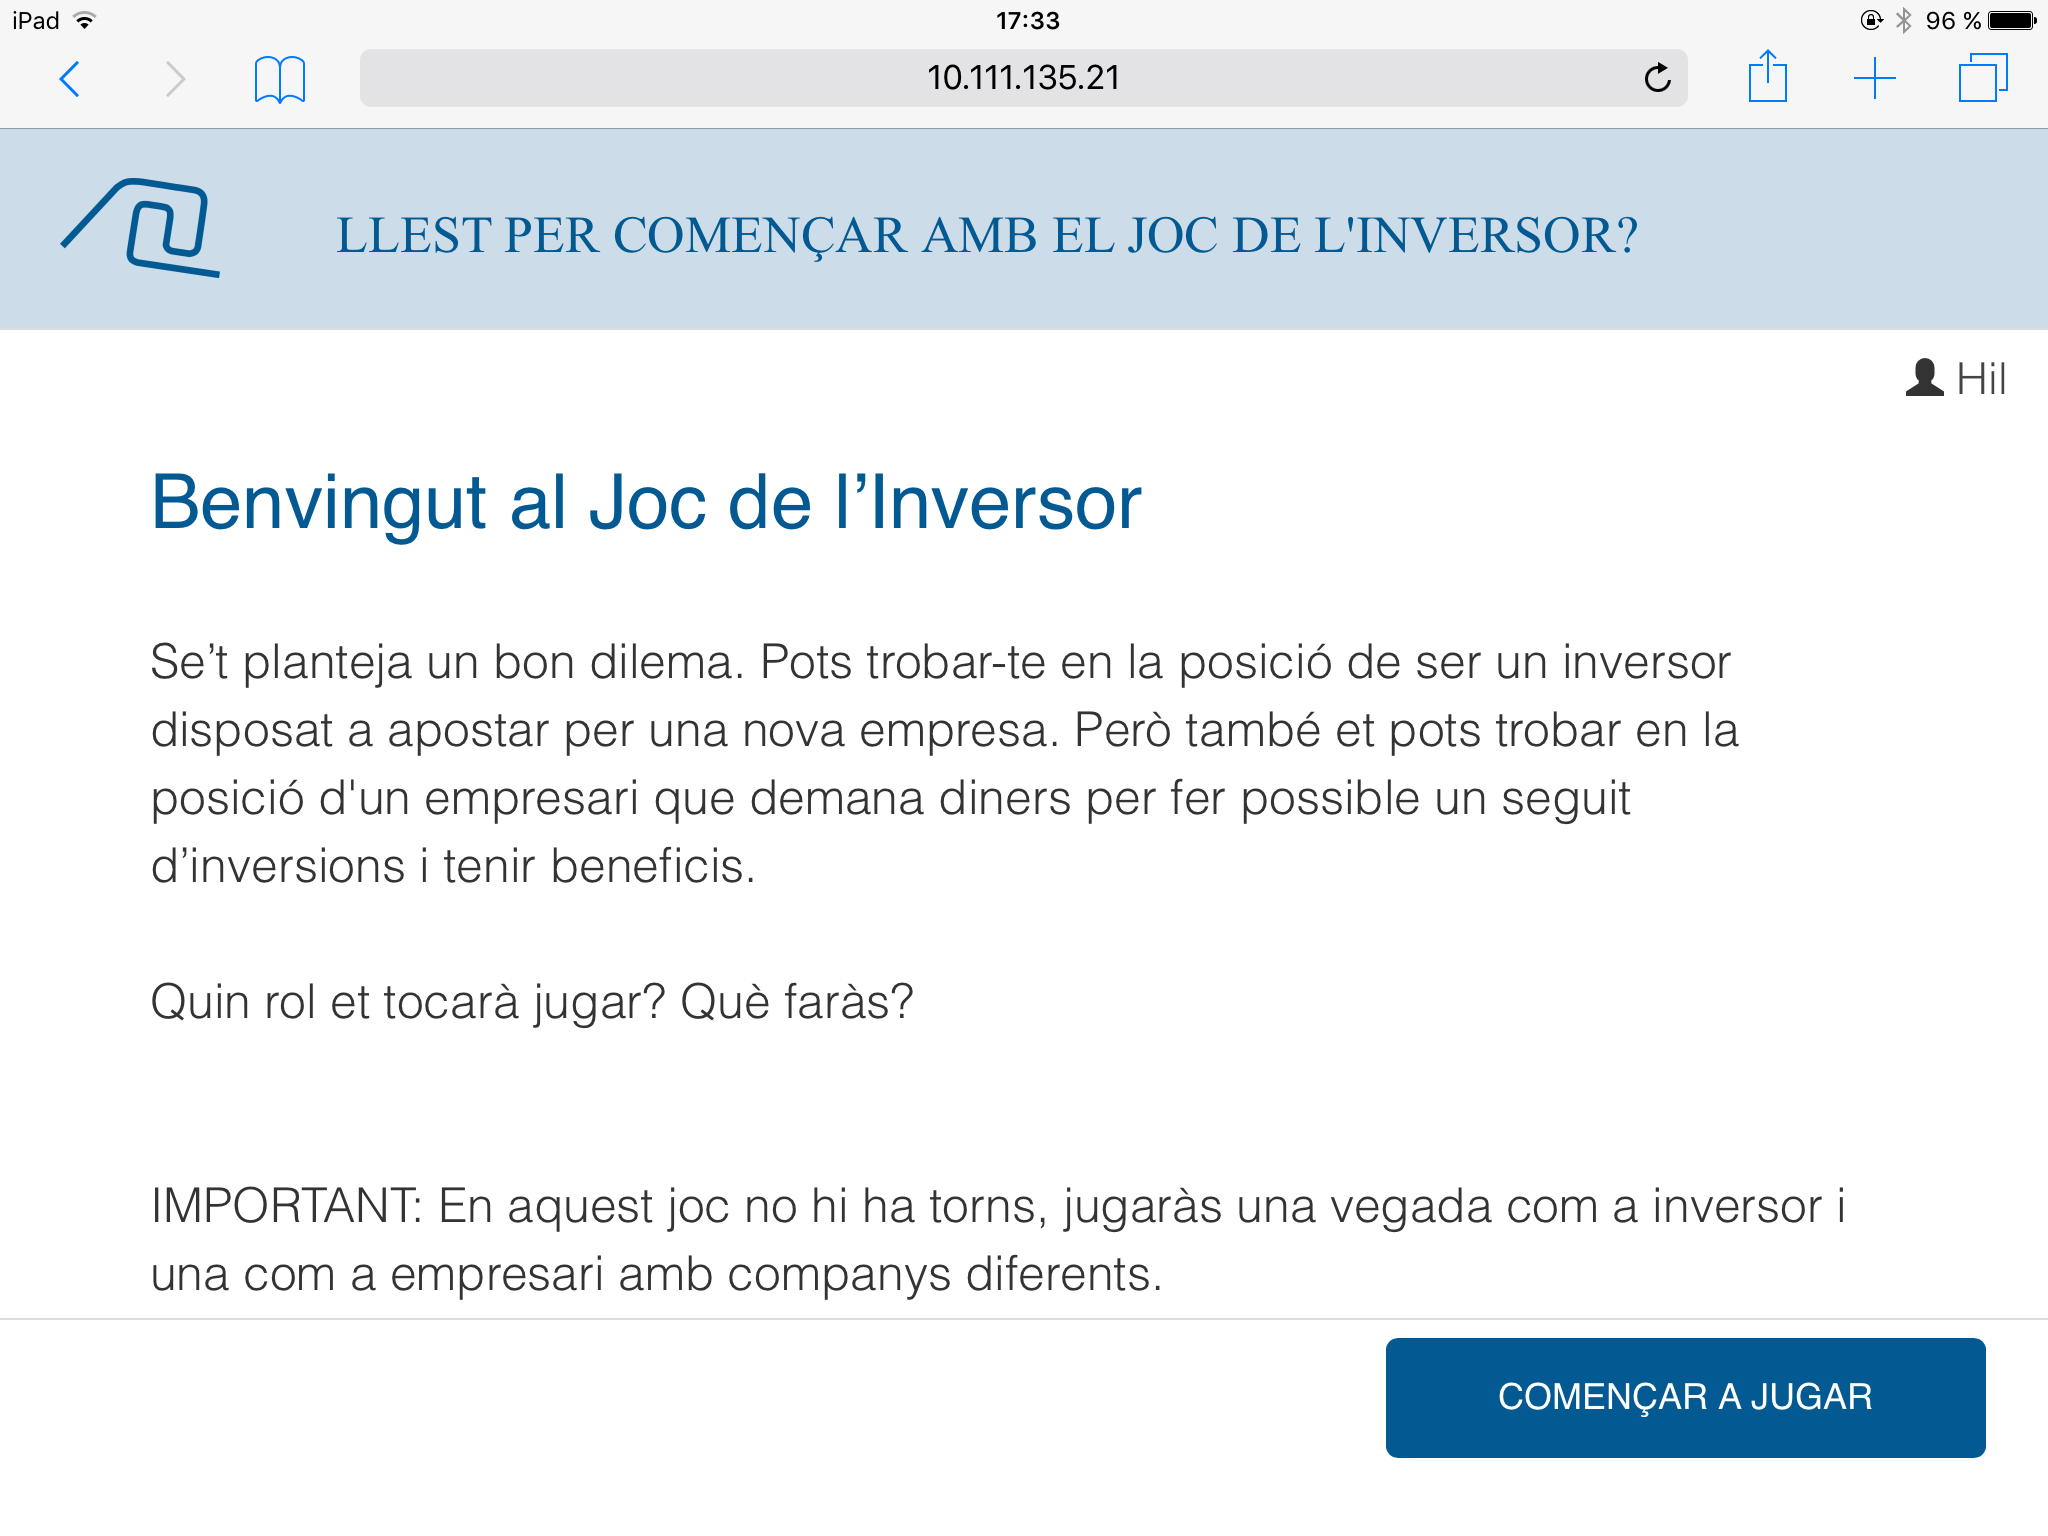 iPad 17:33 96 %
10.111.135.21
LLEST PER COMENÇAR AMB EL JOC DE L'INVERSOR?
Hil
Benvingut al Joc de l’Inversor
Se’t planteja un bon dilema. Pots trobar-te en la posició de ser un inversor
disposat a apostar per una nova empresa. Però també et pots trobar en la
posició d'un empresari que demana diners per fer possible un seguit
d’inversions i tenir beneficis.
Quin rol et tocarà jugar? Què faràs?
IMPORTANT: En aquest joc no hi ha torns, jugaràs una vegada com a inversor i
una com a empresari amb companys diferents.
COMENÇAR A JUGAR